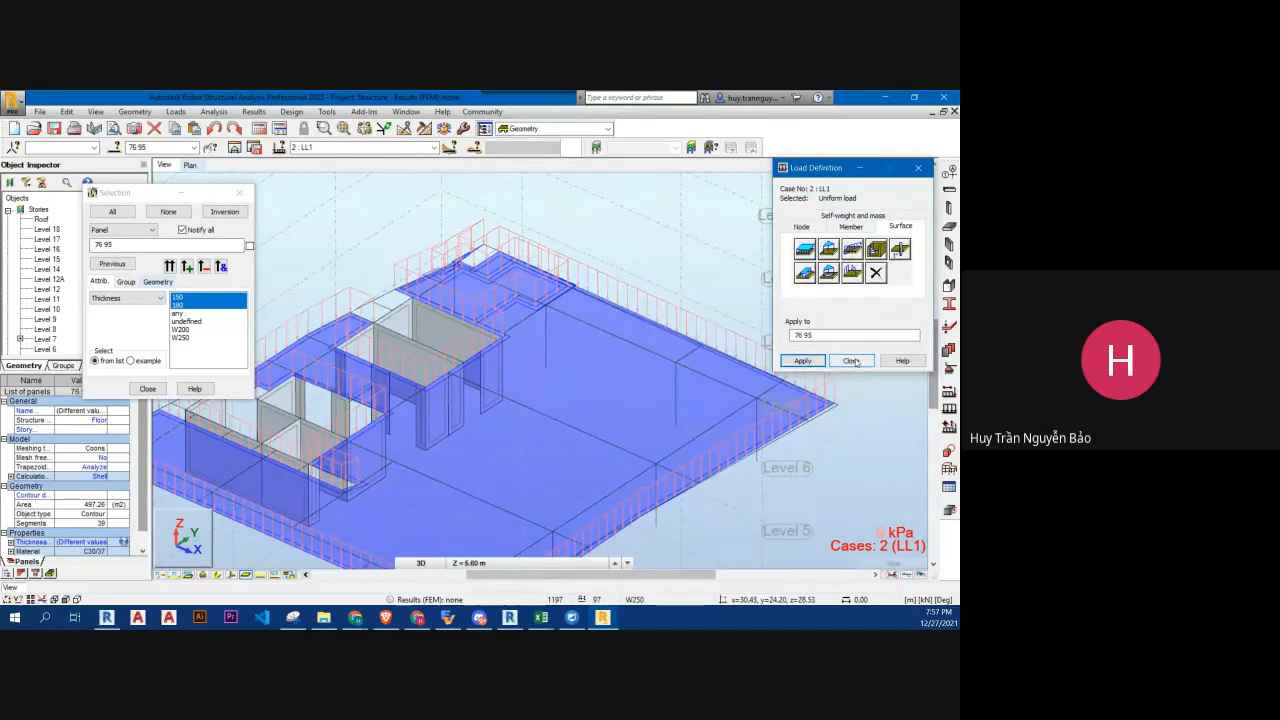 Autodesk Robot Structural Analysis Professional 2022 - Project: Structure - Results (FEM): none
Type a keyword or phrase
huy.tranngu...
File Edit View Geometry Loads Analysis Results Design Tools Add-Ins Window Help Community
Geometry
76 95
2 : LL1
Object Inspector
View Plan
Objects
Stories
Roof
Level 18
Level 17
Level 16
Level 15
Level 14
Level 12A
Level 12
Level 11
Level 10
Level 9
Level 8
Level 7
Level 6
Geometry Groups
Selection
All None Inversion
Panel
Notify all
76 95
Previous
Attrib. Group Geometry
Thickness
150
180
any
undefined
W200
W250
Select
from list example
Close Help
Name
List of panels
General
Name... (Different valu...
Structure ... Floor
Story...
Model
Meshing t... Coons
Mesh free... No
Trapezoid... Analyze
Calculatio... Shell
Geometry
Contour d...
Area 497.26 (m2)
Object type Contour
Segments 39
Properties
Thickness... (Different values
Material C30/37
Panels
View
Load Definition
Case No: 2 : LL1
Selected: Uniform load
Self-weight and mass
Node Member Surface
Apply to
76 95
Apply Close Help
Level 6
Level 5
kPa
Cases: 2 (LL1)
Z
Y
X
3D Z = 5.60 m
Results (FEM): none
1197
97
W250
x=30.43, y=24.20, z=28.53
0.00
[m] [kN] [Deg]
7:57 PM
12/27/2021
H
Huy Trần Nguyễn Bảo